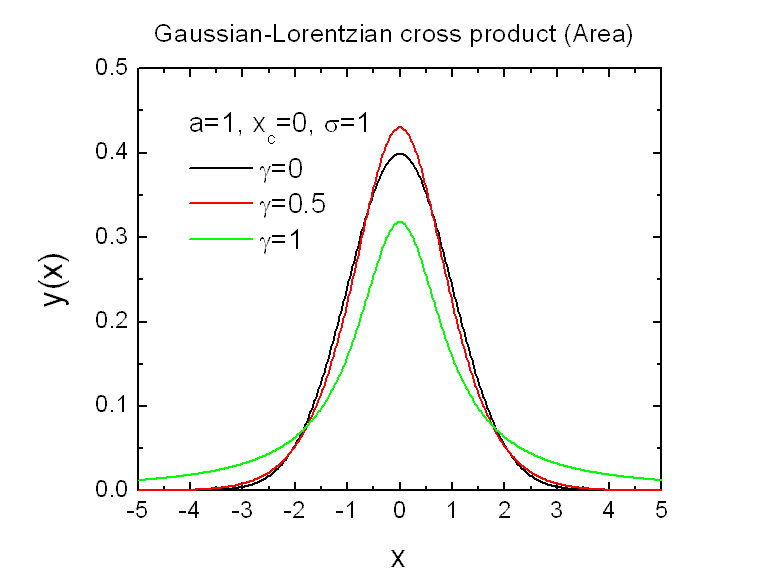 Gaussian-Lorentzian cross product (Area)
0.5
a=1, x_c=0, σ=1
0.4
γ=0
γ=0.5
0.3
γ=1
y(x)
0.2
0.1
0.0
-5 -4 -3 -2 -1 0 1 2 3 4 5
x